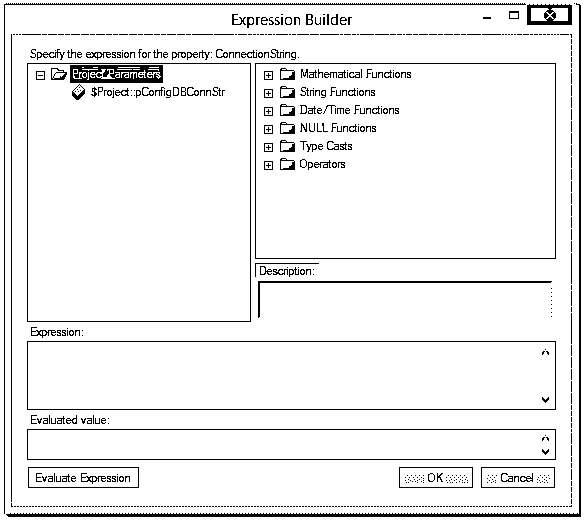 Expression Builder
Specify the expression for the property: ConnectionString.
Project Parameters
$Project::pConfigDBConnStr
Mathematical Functions
String Functions
Date/Time Functions
NULL Functions
Type Casts
Operators
Description:
Expression:
Evaluated value:
Evaluate Expression
OK
Cancel